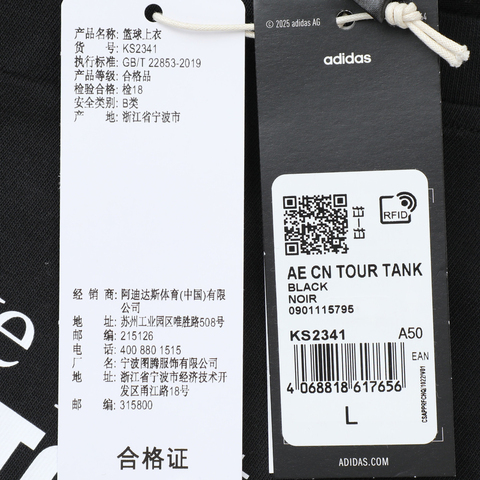 产品名称: 篮球上衣
货 号: KS2341
执行标准: GB/T 22853-2019
产品等级: 合格品
检验合格: 检18
安全类别: B类
产 地: 浙江省宁波市
经 销 商: 阿迪达斯体育(中国)有限公司
地 址: 苏州工业园区唯胜路508号
邮 编: 215126
电 话: 400 880 1515
厂 名: 宁波图腾服饰有限公司
地 址: 浙江省宁波市经济技术开发区甬江路18号
邮 编: 315800
合格证
© 2025 adidas AG
adidas
RFID
AE CN TOUR TANK
BLACK
NOIR
0901115795
KS2341 A50
EAN
4 068818 617656
L
ADIDAS.COM